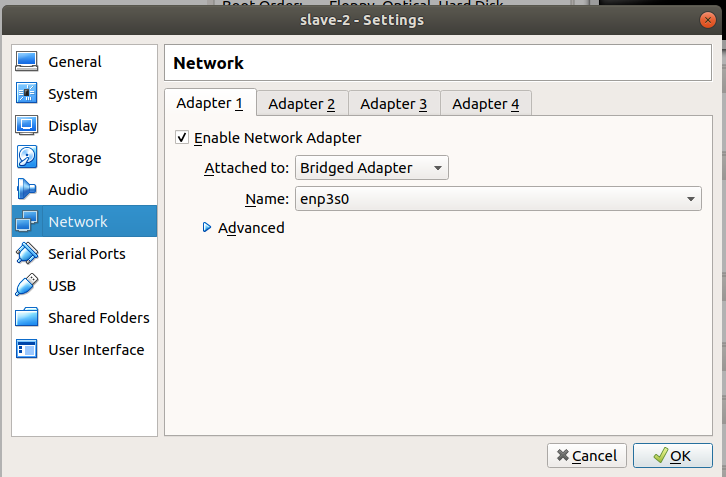 Boot Order: Floppy, Optical, Hard Disk
slave-2 - Settings
General
System
Display
Storage
Audio
Network
Serial Ports
USB
Shared Folders
User Interface
Network
Adapter 1 Adapter 2 Adapter 3 Adapter 4
Enable Network Adapter
Attached to: Bridged Adapter
Name: enp3s0
Advanced
Cancel OK